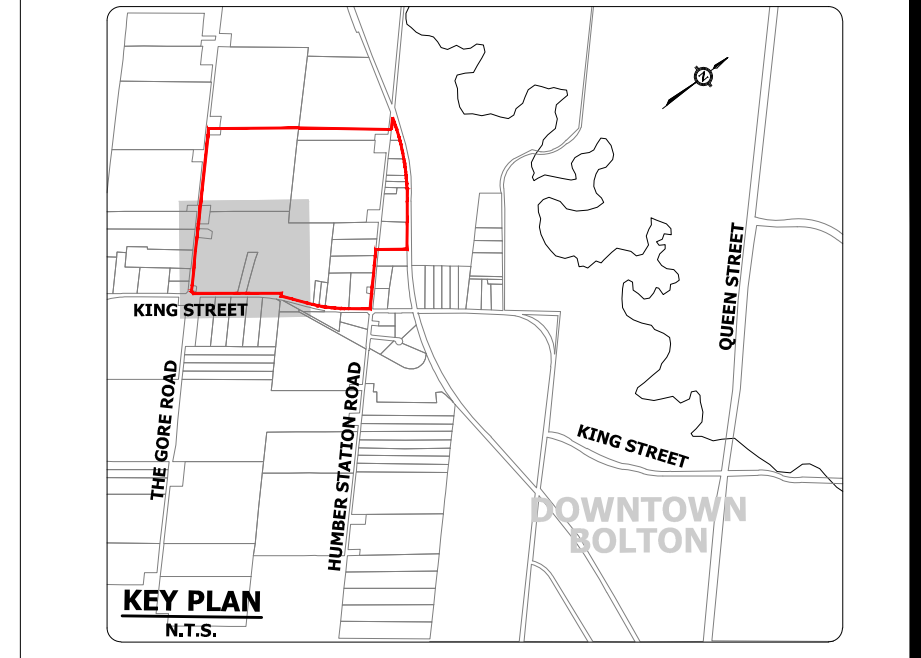 N
QUEEN STREET
KING STREET
THE GORE ROAD
HUMBER STATION ROAD
KING STREET
DOWNTOWN
BOLTON
KEY PLAN
N.T.S.